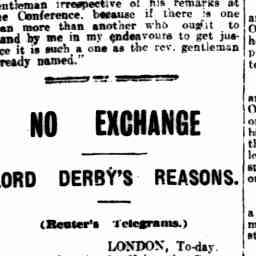 entleman irrespective of his remarks at
he Conference, because if there is one
an more than another who ought to
and by me in my endeavours to get jus-
ce it is such a one as the rev. gentleman
ready named."
NO EXCHANGE
LORD DERBY'S REASONS.
(Reuter's Telegrams.)
LONDON, To-day.